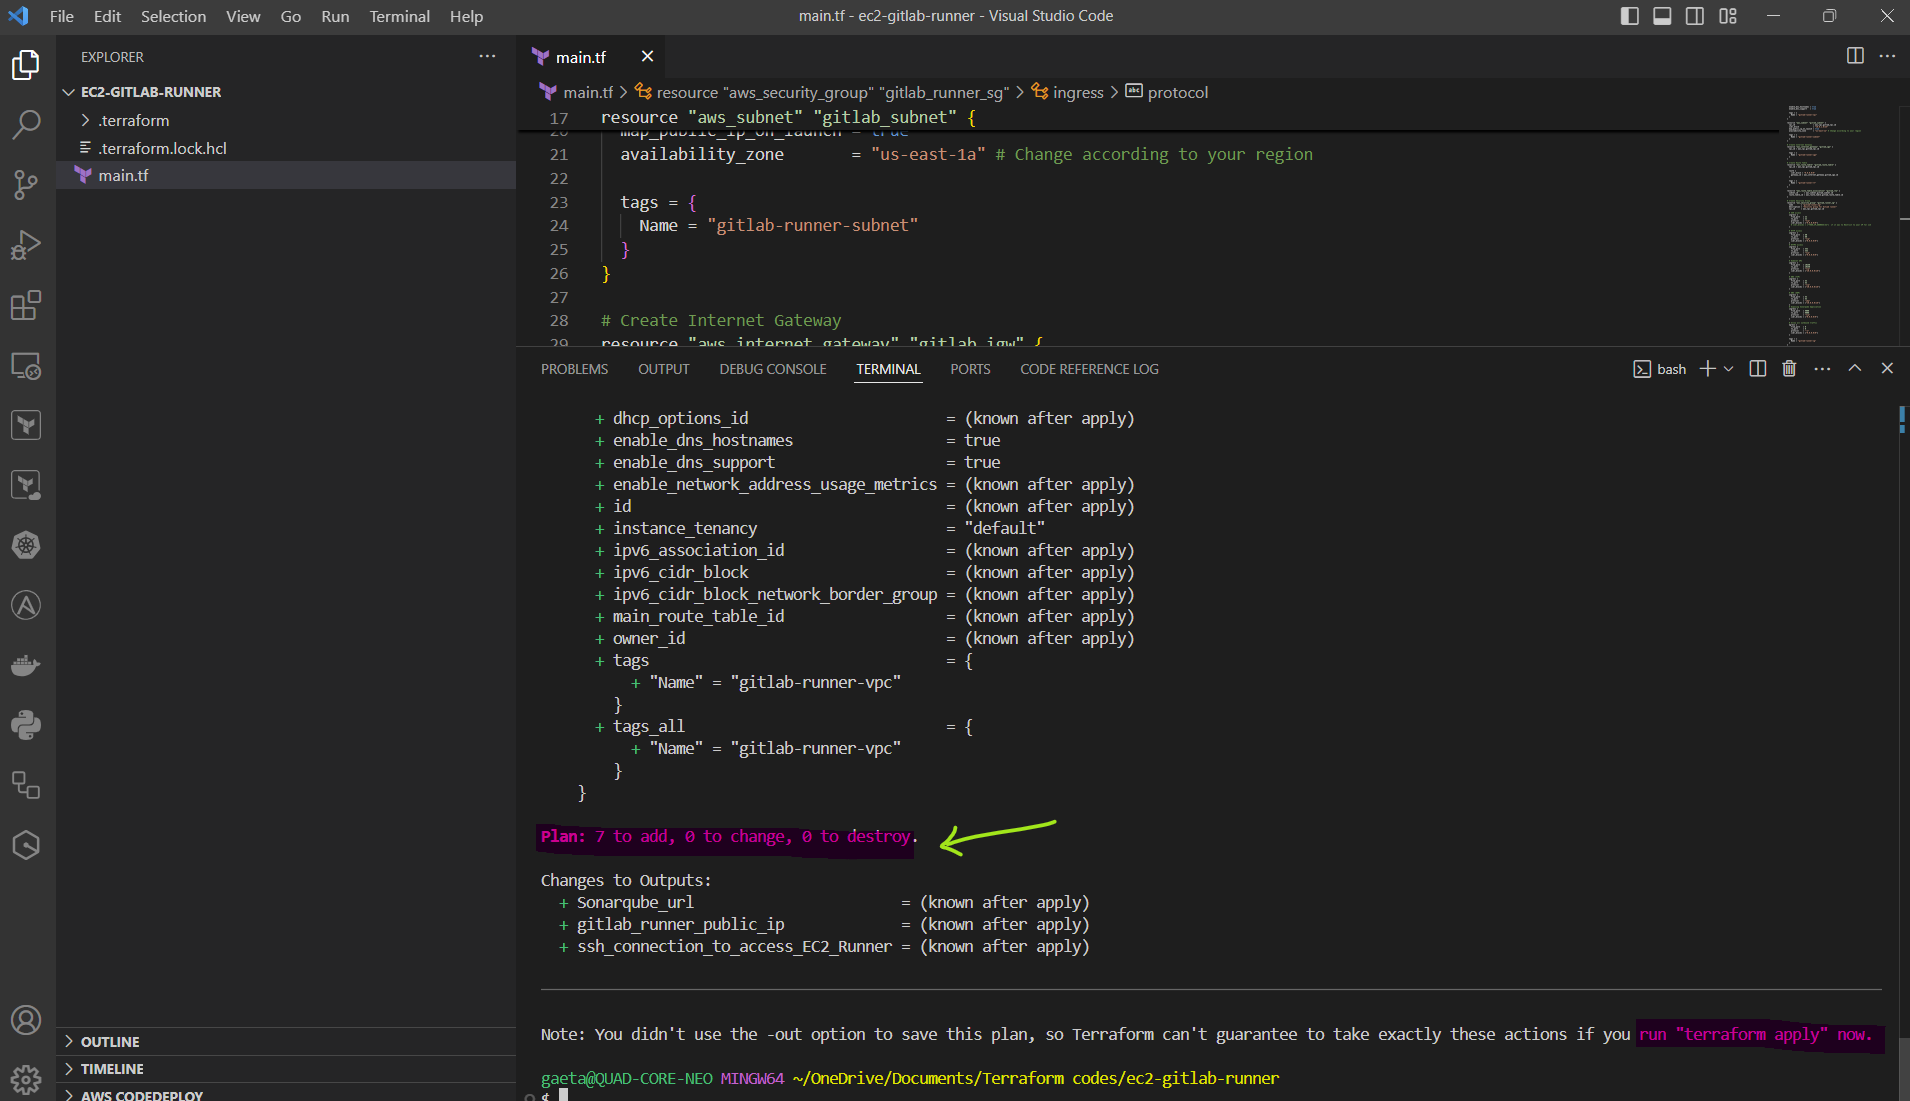 File Edit Selection View Go Run Terminal Help
main.tf - ec2-gitlab-runner - Visual Studio Code
EXPLORER
EC2-GITLAB-RUNNER
.terraform
.terraform.lock.hcl
main.tf
OUTLINE
TIMELINE
AWS CODEDEPLOY
main.tf
main.tf > resource "aws_security_group" "gitlab_runner_sg" > ingress > protocol
17 resource "aws_subnet" "gitlab_subnet" {
20 map_public_ip_on_launch = true
21 availability_zone = "us-east-1a" # Change according to your region
22
23 tags = {
24 Name = "gitlab-runner-subnet"
25 }
26 }
27
28 # Create Internet Gateway
29 resource "aws_internet_gateway" "gitlab_igw" {
PROBLEMS OUTPUT DEBUG CONSOLE TERMINAL PORTS CODE REFERENCE LOG
bash
+ dhcp_options_id = (known after apply)
+ enable_dns_hostnames = true
+ enable_dns_support = true
+ enable_network_address_usage_metrics = (known after apply)
+ id = (known after apply)
+ instance_tenancy = "default"
+ ipv6_association_id = (known after apply)
+ ipv6_cidr_block = (known after apply)
+ ipv6_cidr_block_network_border_group = (known after apply)
+ main_route_table_id = (known after apply)
+ owner_id = (known after apply)
+ tags = {
+ "Name" = "gitlab-runner-vpc"
}
+ tags_all = {
+ "Name" = "gitlab-runner-vpc"
}
}
Plan: 7 to add, 0 to change, 0 to destroy.
Changes to Outputs:
+ Sonarqube_url = (known after apply)
+ gitlab_runner_public_ip = (known after apply)
+ ssh_connection_to_access_EC2_Runner = (known after apply)
Note: You didn't use the -out option to save this plan, so Terraform can't guarantee to take exactly these actions if you run "terraform apply" now.
gaeta@QUAD-CORE-NEO MINGW64 ~/OneDrive/Documents/Terraform codes/ec2-gitlab-runner
$